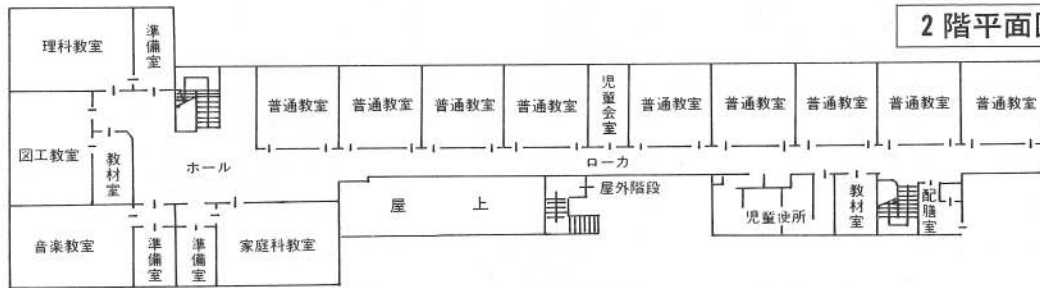 2階平面図
理科教室
準備室
普通教室
普通教室
普通教室
普通教室
児童会室
普通教室
普通教室
普通教室
普通教室
普通教室
図工教室
教材室
ホール
ローカ
屋上
屋外階段
児童便所
教材室
配膳室
音楽教室
準備室
準備室
家庭科教室